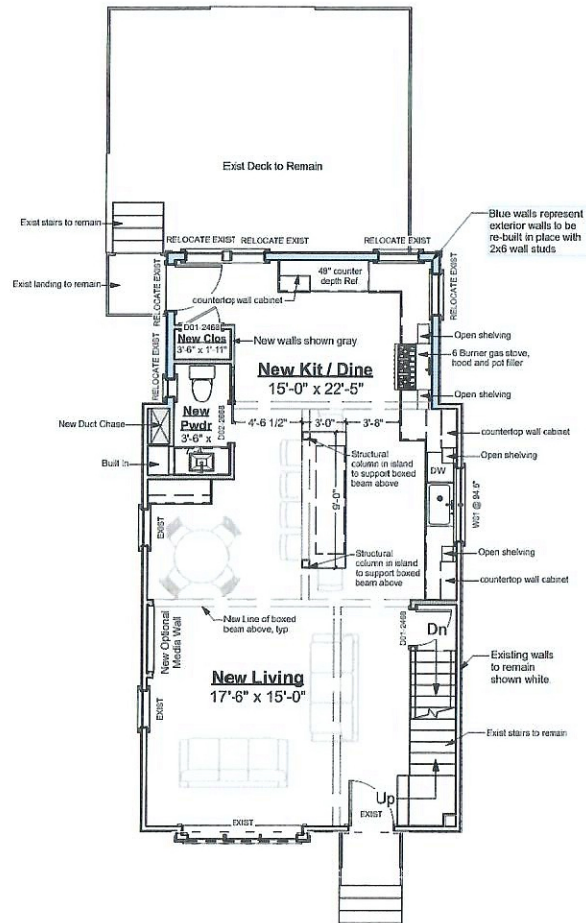 Exist Deck to Remain
Exist stairs to remain
Exist landing to remain
RELOCATE EXIST
RELOCATE EXIST
RELOCATE EXIST
Blue walls represent
exterior walls to be
re-built in place with
2x6 wall studs
RELOCATE EXIST
RELOCATE EXIST
RELOCATE EXIST
48" counter
depth Ref
countertop wall cabinet
D01-2468
New Clos
3'-6" x 1'-11"
New walls shown gray
Open shelving
6 Burner gas stove,
hood and pot filler
Open shelving
New Kit / Dine
15'-0" x 22'-5"
New
Pwdr
3'-6" x
D02-2668
New Duct Chase
Built In
4'-6 1/2"
3'-0"
3'-8"
Structural
column in island
to support boxed
beam above
9'-0"
countertop wall cabinet
Open shelving
DW
W01 @ 94.5"
EXIST
Structural
column in island
to support boxed
beam above
Open shelving
countertop wall cabinet
New Line of boxed
beam above, typ
New Optional
Media Wall
D01-2468
Dn
New Living
17'-6" x 15'-0"
Existing walls
to remain
shown white
EXIST
Exist stairs to remain
Up
EXIST
EXIST